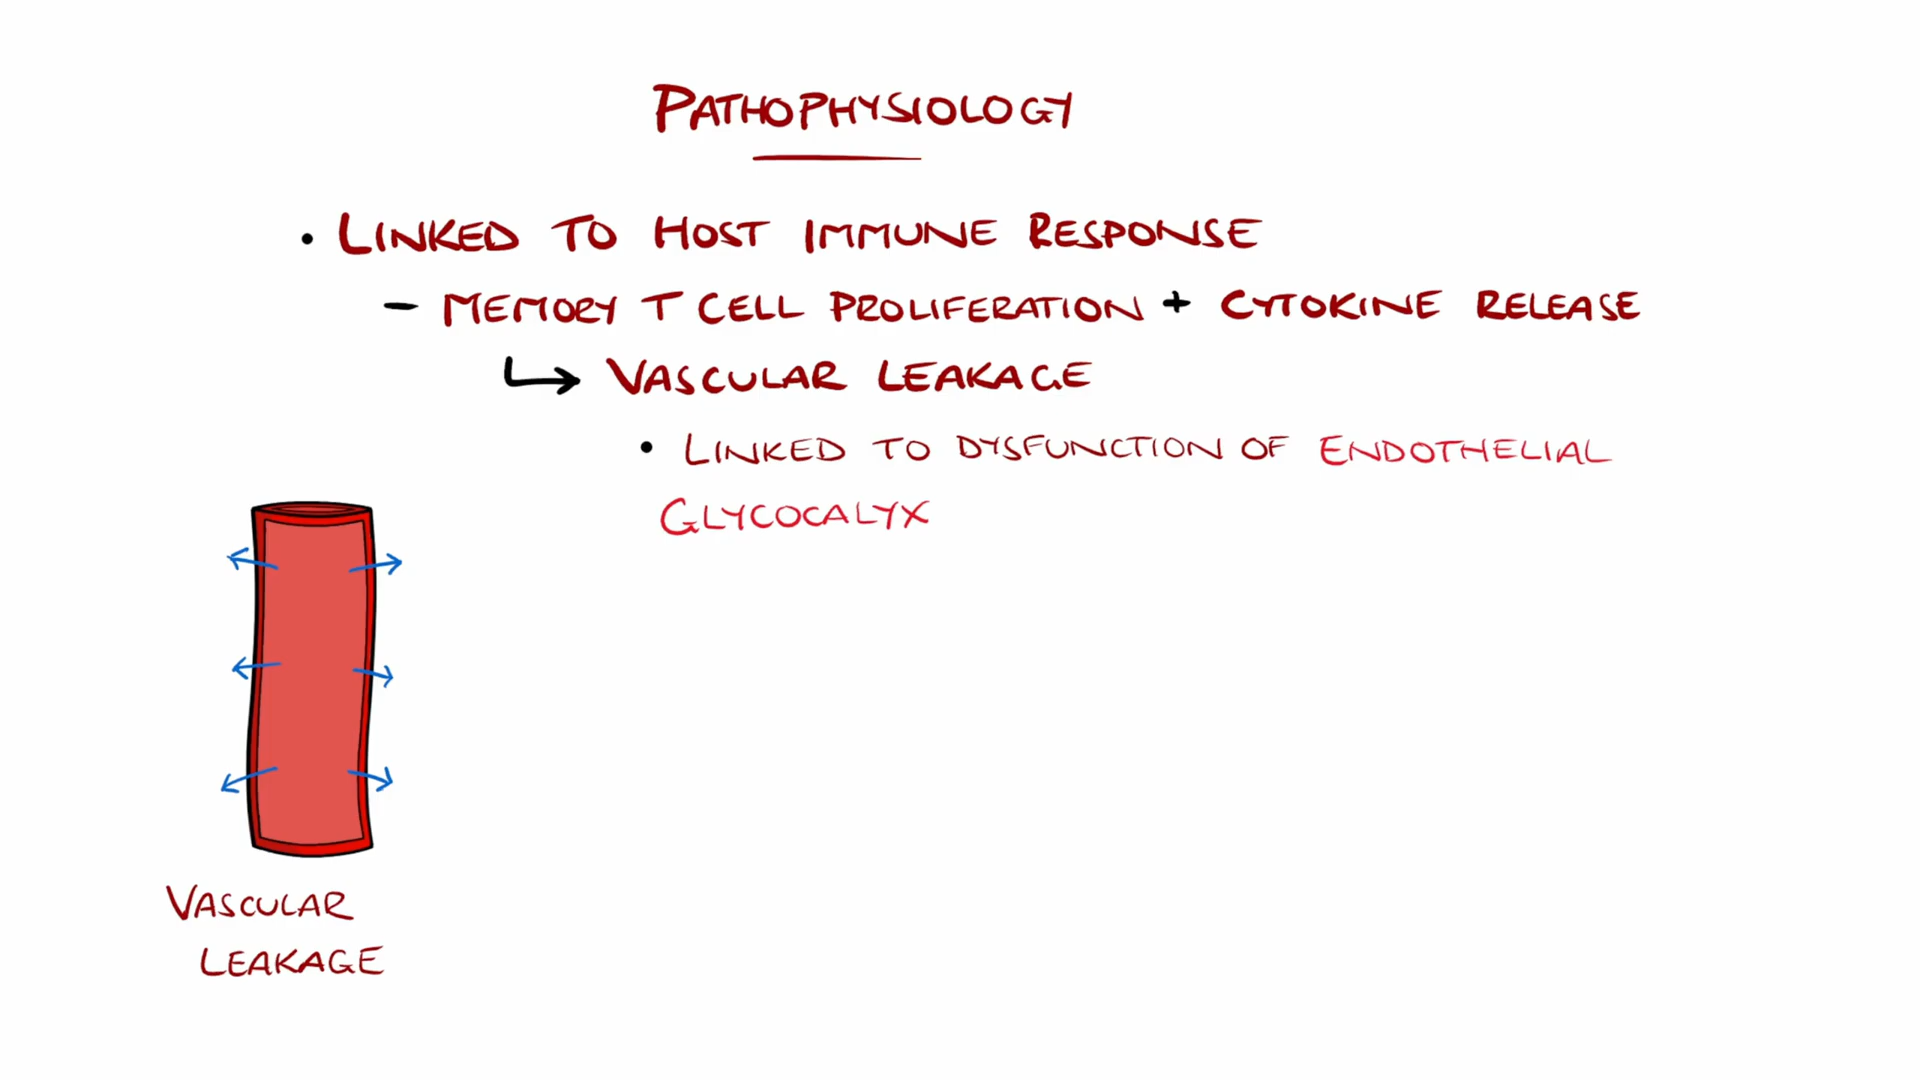 PATHOPHYSIOLOGY
• LINKED TO HOST IMMUNE RESPONSE
- MEMORY T CELL PROLIFERATION + CYTOKINE RELEASE
↳ VASCULAR LEAKAGE
• LINKED TO DYSFUNCTION OF ENDOTHELIAL
GLYCOCALYX
VASCULAR
LEAKAGE